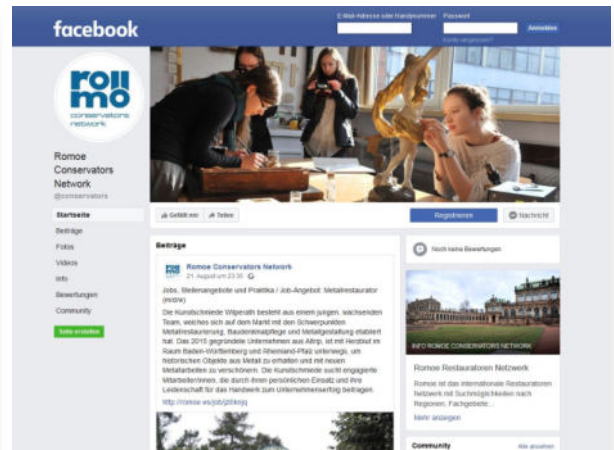 facebook
E-Mail-Adresse oder Handynummer
Passwort
Anmelden
Konto vergessen?
conservators
network
Romoe
Conservators
Network
@conservators
Startseite
Beiträge
Fotos
Videos
Info
Bewertungen
Community
Seite erstellen
Gefällt mir
Teilen
Registrieren
Nachricht
Beiträge
Romoe Conservators Network
21. August um 23:36
Jobs, Stellenangebote und Praktika / Job-Angebot: Metallrestaurator
(m/d/w)
Die Kunstschmiede Wilperath besteht aus einem jungen, wachsenden
Team, welches sich auf dem Markt mit den Schwerpunkten
Metallrestaurierung, Baudenkmalpflege und Metallgestaltung etabliert
hat. Das 2015 gegründete Unternehmen aus Altrip, ist mit Herzblut im
Raum Baden-Württemberg und Rheinland-Pfalz unterwegs, um
historischen Objekte aus Metall zu erhalten und mit neuen
Metallarbeiten zu verschönern. Die Kunstschmiede sucht engagierte
Mitarbeiter/innen, die durch ihren persönlichen Einsatz und ihre
Leidenschaft für das Handwerk zum Unternehmenserfolg beitragen.
Noch keine Bewertungen
INFO ROMOE CONSERVATORS NETWORK
Romoe Restauratoren Netzwerk
Romoe ist das internationale Restauratoren
Netzwerk mit Suchmöglichkeiten nach
Regionen, Fachgebiete...
Mehr anzeigen
Community
Alle ansehen